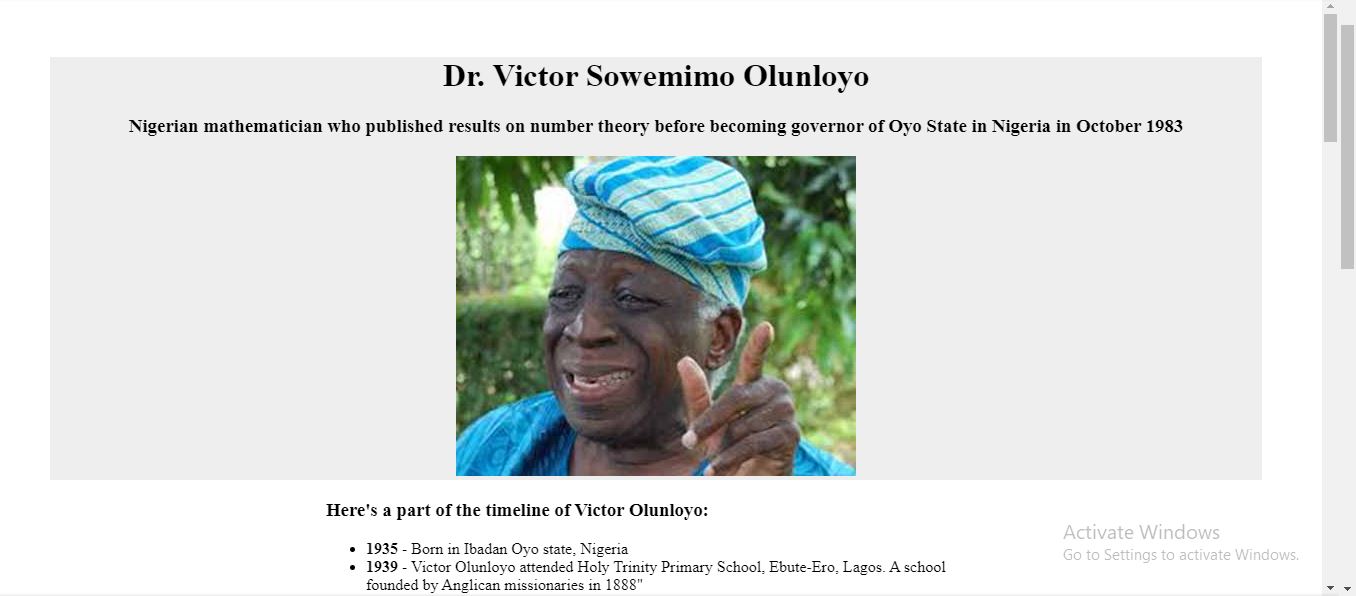 Dr. Victor Sowemimo Olunloyo
Nigerian mathematician who published results on number theory before becoming governor of Oyo State in Nigeria in October 1983
Here's a part of the timeline of Victor Olunloyo:
• 1935 - Born in Ibadan Oyo state, Nigeria
• 1939 - Victor Olunloyo attended Holy Trinity Primary School, Ebute-Ero, Lagos. A school
founded by Anglican missionaries in 1888"
Activate Windows
Go to Settings to activate Windows.